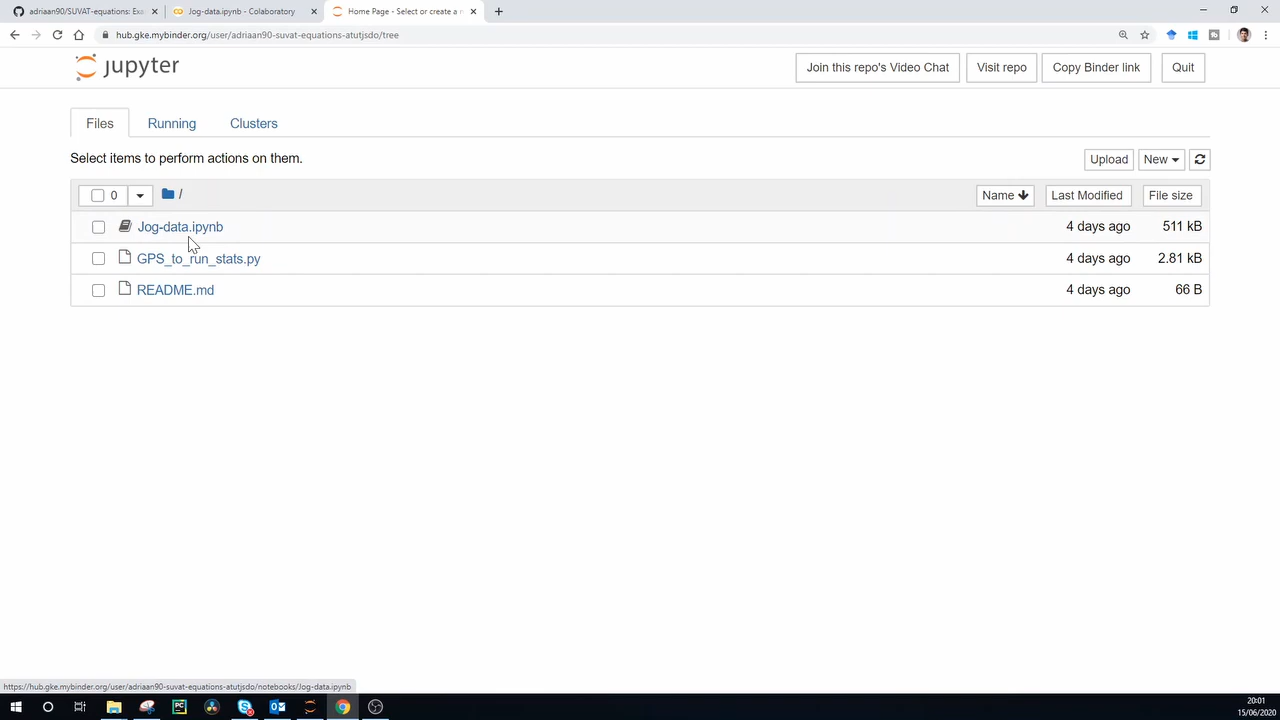 adriaan90/SUVAT-equations: Exa
Jog-data.ipynb - Colaboratory
Home Page - Select or create a n
hub.gke.mybinder.org/user/adriaan90-suvat-equations-atutjsdo/tree
jupyter
Join this repo's Video Chat
Visit repo
Copy Binder link
Quit
Files
Running
Clusters
Select items to perform actions on them.
Upload
New
0
/
Name
Last Modified
File size
Jog-data.ipynb
4 days ago
511 kB
GPS_to_run_stats.py
4 days ago
2.81 kB
README.md
4 days ago
66 B
https://hub.gke.mybinder.org/user/adriaan90-suvat-equations-atutjsdo/notebooks/Jog-data.ipynb
20:01
15/06/2020